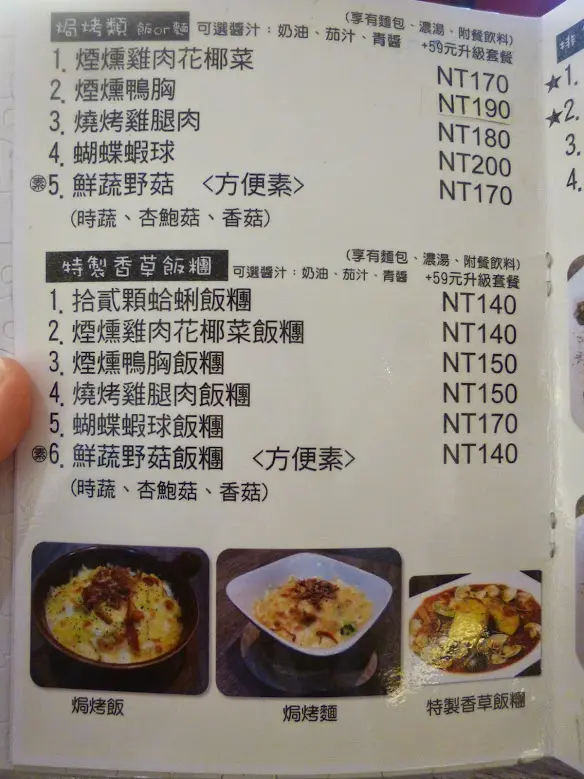 焗烤類 飯or麵 可選醬汁：奶油、茄汁、青醬 (享有麵包、濃湯、附餐飲料) +59元升級套餐
1. 煙燻雞肉花椰菜 NT170
2. 煙燻鴨胸 NT190
3. 燒烤雞腿肉 NT180
4. 蝴蝶蝦球 NT200
素 5. 鮮蔬野菇 <方便素> NT170
(時蔬、杏鮑菇、香菇)
特製香草飯糰 可選醬汁：奶油、茄汁、青醬 (享有麵包、濃湯、附餐飲料) +59元升級套餐
1. 拾貳顆蛤蜊飯糰 NT140
2. 煙燻雞肉花椰菜飯糰 NT140
3. 煙燻鴨胸飯糰 NT150
4. 燒烤雞腿肉飯糰 NT150
5. 蝴蝶蝦球飯糰 NT170
素 6. 鮮蔬野菇飯糰 <方便素> NT140
(時蔬、杏鮑菇、香菇)
焗烤飯
焗烤麵
特製香草飯糰
★1.
★2.
3.
4.